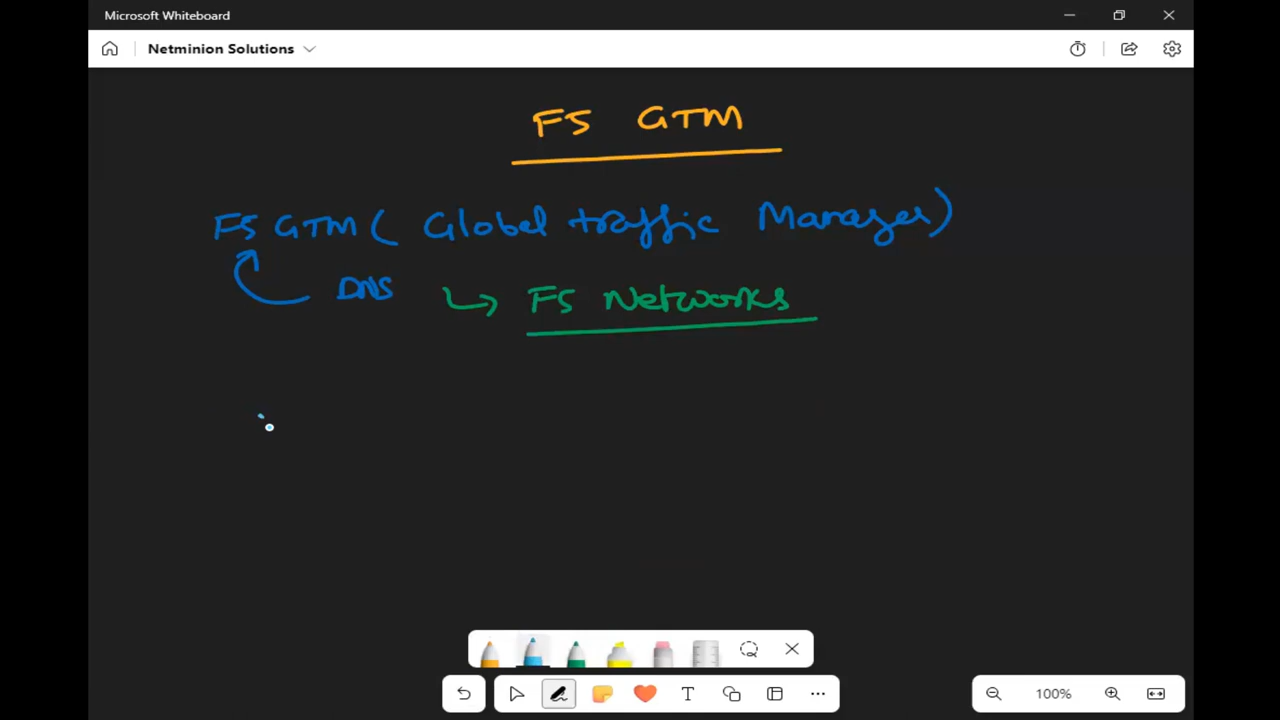 Microsoft Whiteboard
Netminion Solutions
F5 GTM
F5 GTM ( Global traffic Manager)
DNS
F5 Networks
100%